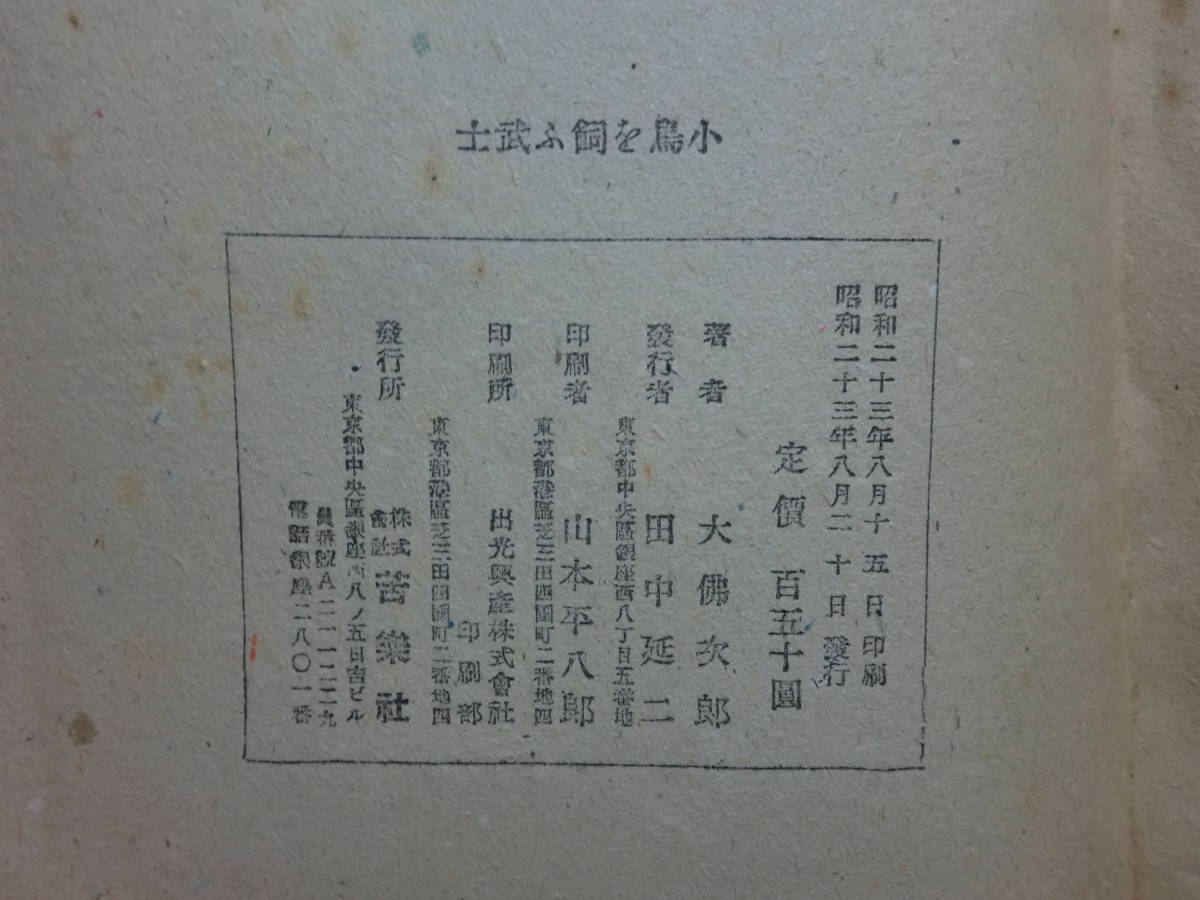 小鳥を飼ふ武士
昭和二十三年八月十五日 印刷
昭和二十三年八月二十日 發行
定價 百五十圓
著者 大佛次郎
發行者 田中延二
東京都中央區銀座西八丁目五番地
印刷者 山本平八郎
東京都港區芝三田四國町二番地四
印刷所 出光興產株式會社
印刷部
東京都港區芝三田四國町二番地四
發行所 株式會社 苦樂社
東京都中央區銀座西八ノ五日吉ビル
會員番號A二一一二二九
電話銀座二八〇一番